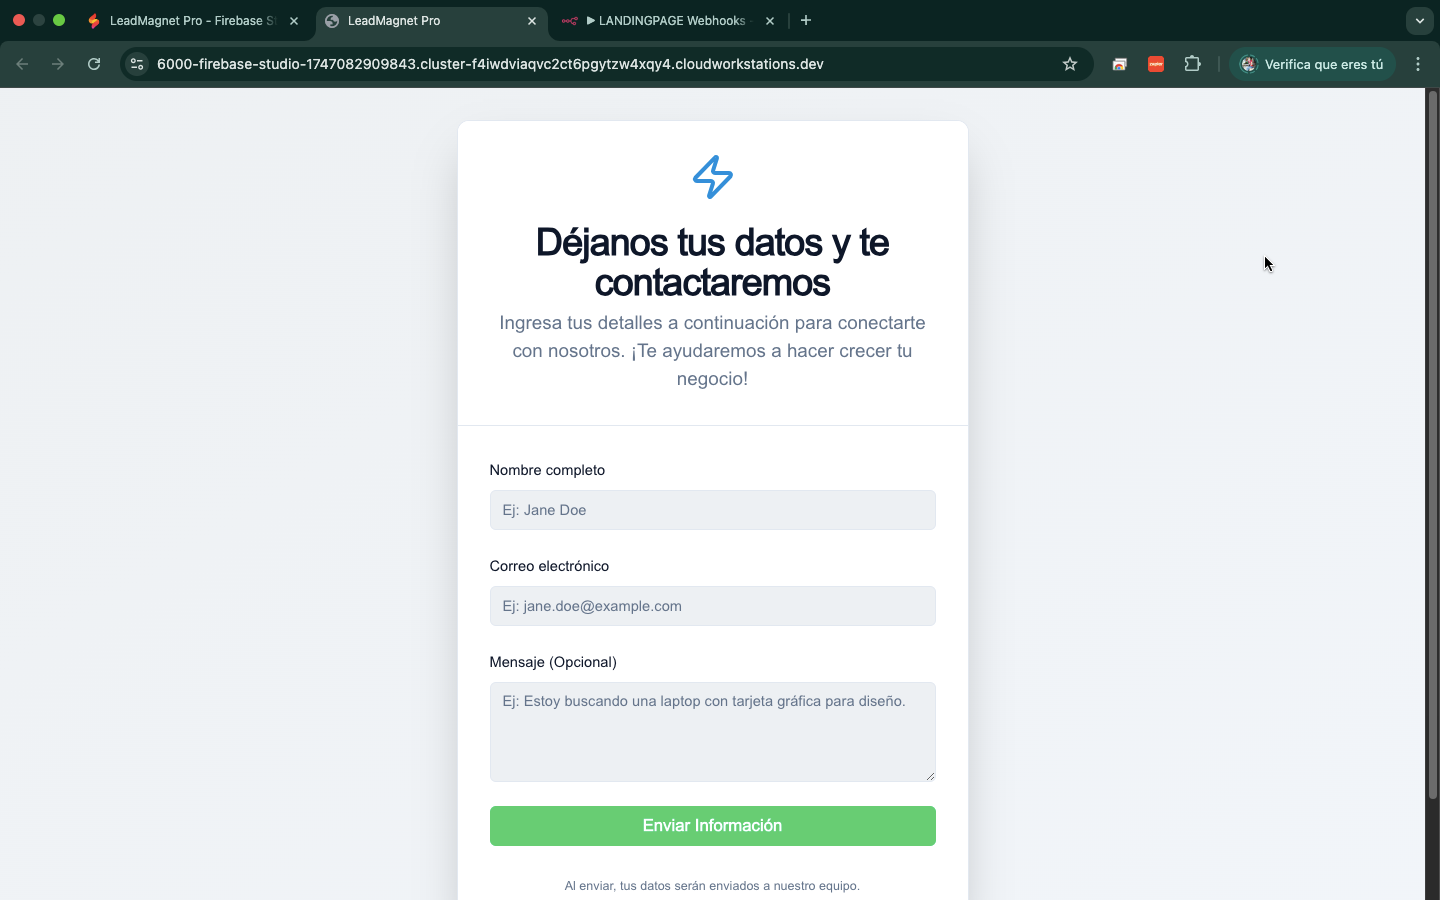 LeadMagnet Pro - Firebase S
LeadMagnet Pro
LANDINGPAGE Webhooks
6000-firebase-studio-1747082909843.cluster-f4iwdviaqvc2ct6pgytzw4xqy4.cloudworkstations.dev
Verifica que eres tú
Déjanos tus datos y te
contactaremos
Ingresa tus detalles a continuación para conectarte
con nosotros. ¡Te ayudaremos a hacer crecer tu
negocio!
Nombre completo
Ej: Jane Doe
Correo electrónico
Ej: jane.doe@example.com
Mensaje (Opcional)
Ej: Estoy buscando una laptop con tarjeta gráfica para diseño.
Enviar Información
Al enviar, tus datos serán enviados a nuestro equipo.